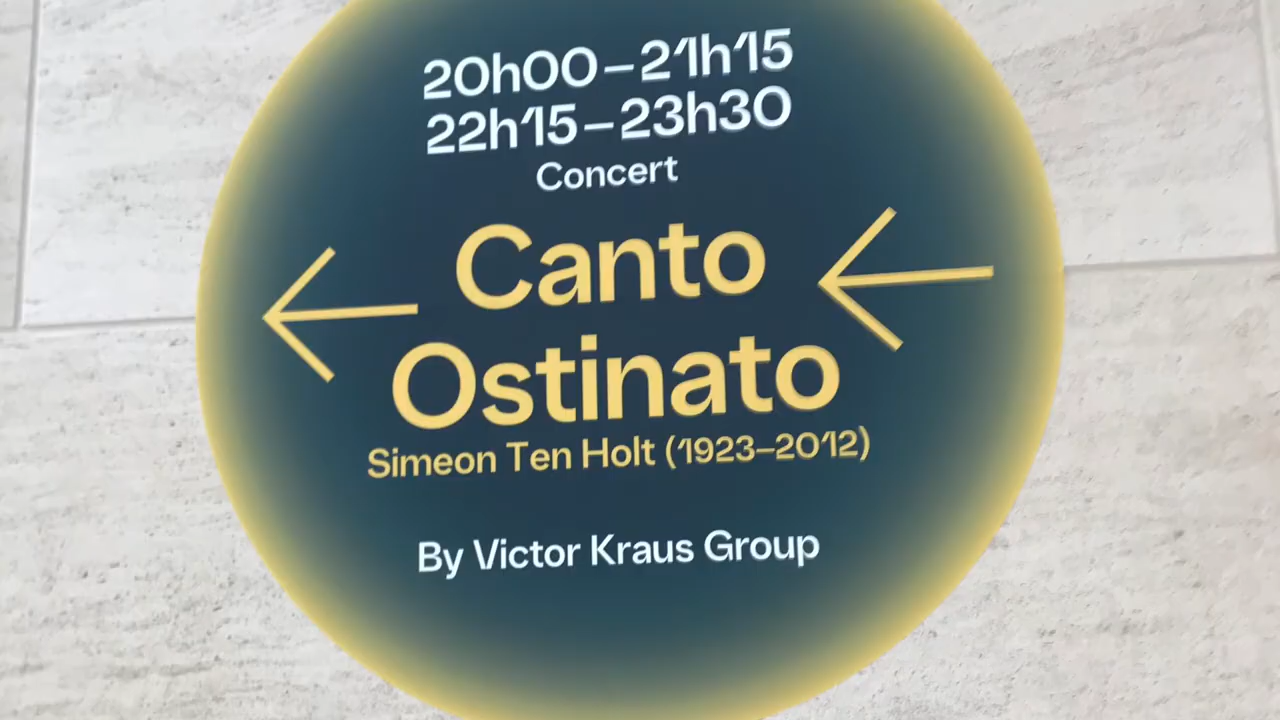 20h00–21h15
22h15–23h30
Concert
Canto
Ostinato
Simeon Ten Holt (1923–2012)
By Victor Kraus Group